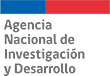 Agencia
Nacional de
Investigación
y Desarrollo